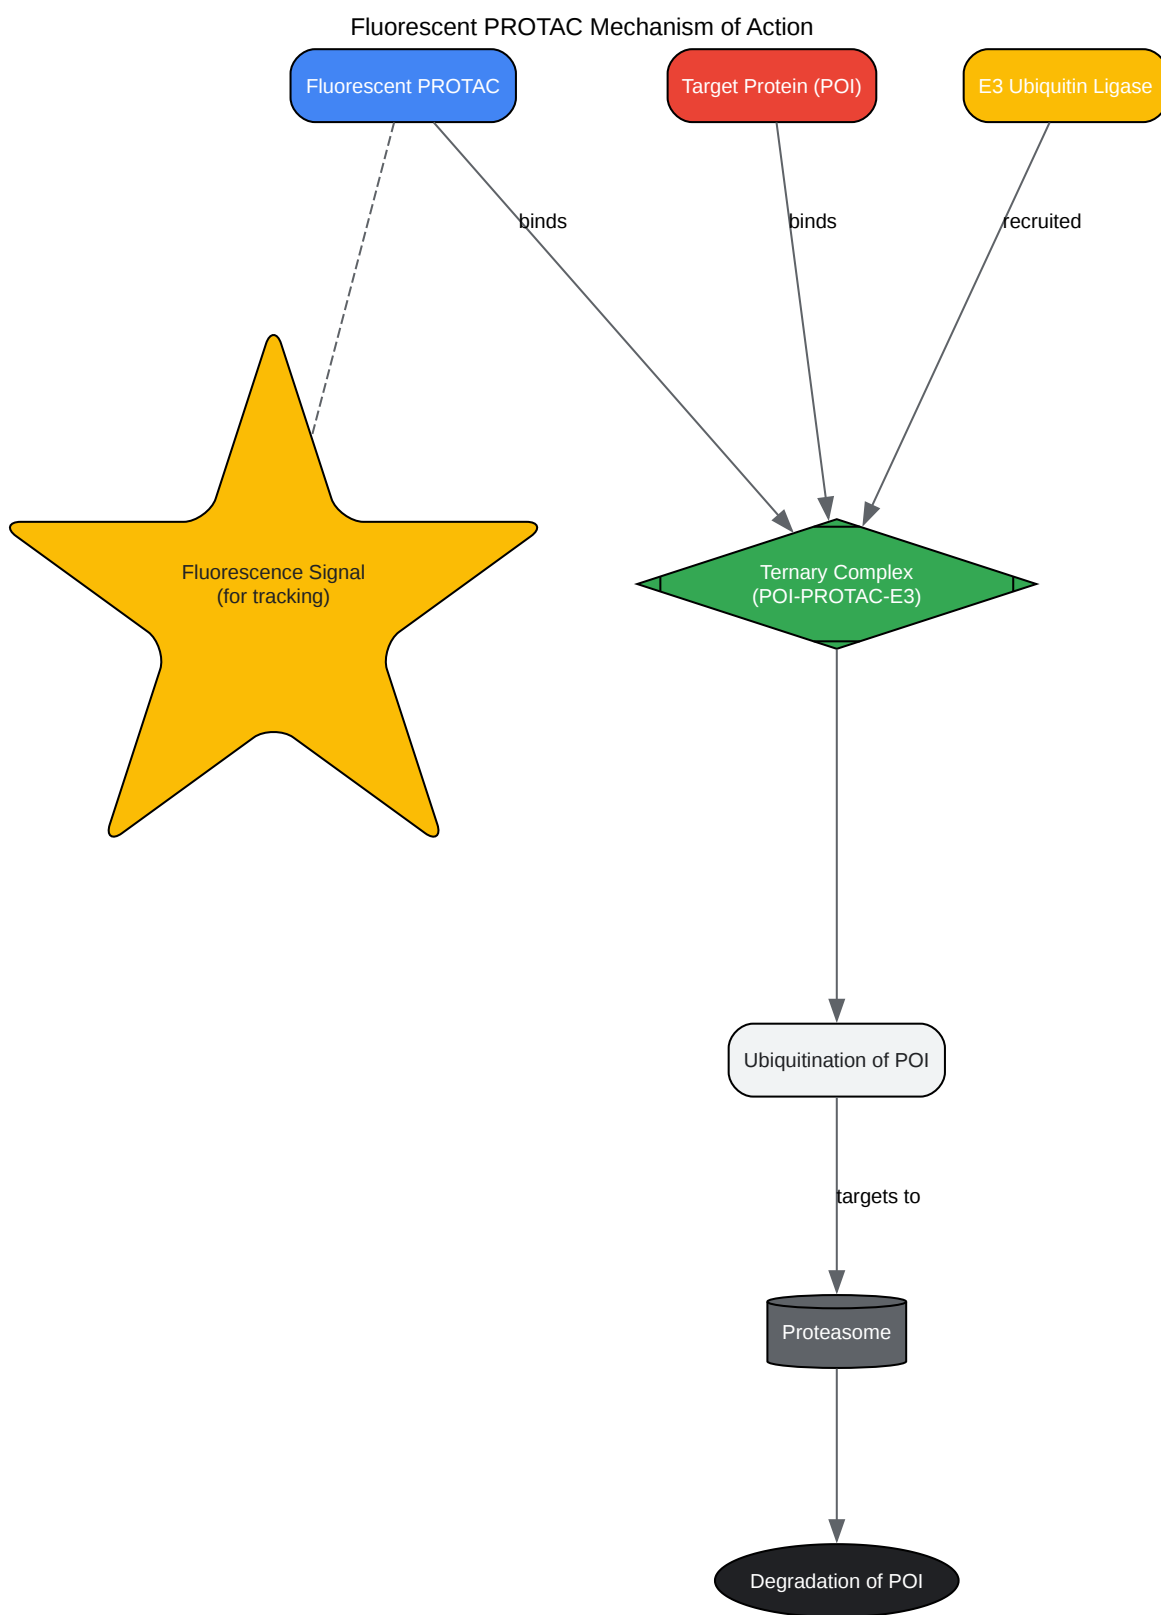 Fluorescent PROTAC Mechanism of Action
Fluorescent PROTAC
Target Protein (POI)
E3 Ubiquitin Ligase
binds
binds
recruited
Fluorescence Signal
(for tracking)
Ternary Complex
(POI-PROTAC-E3)
Ubiquitination of POI
targets to
Proteasome
Degradation of POI